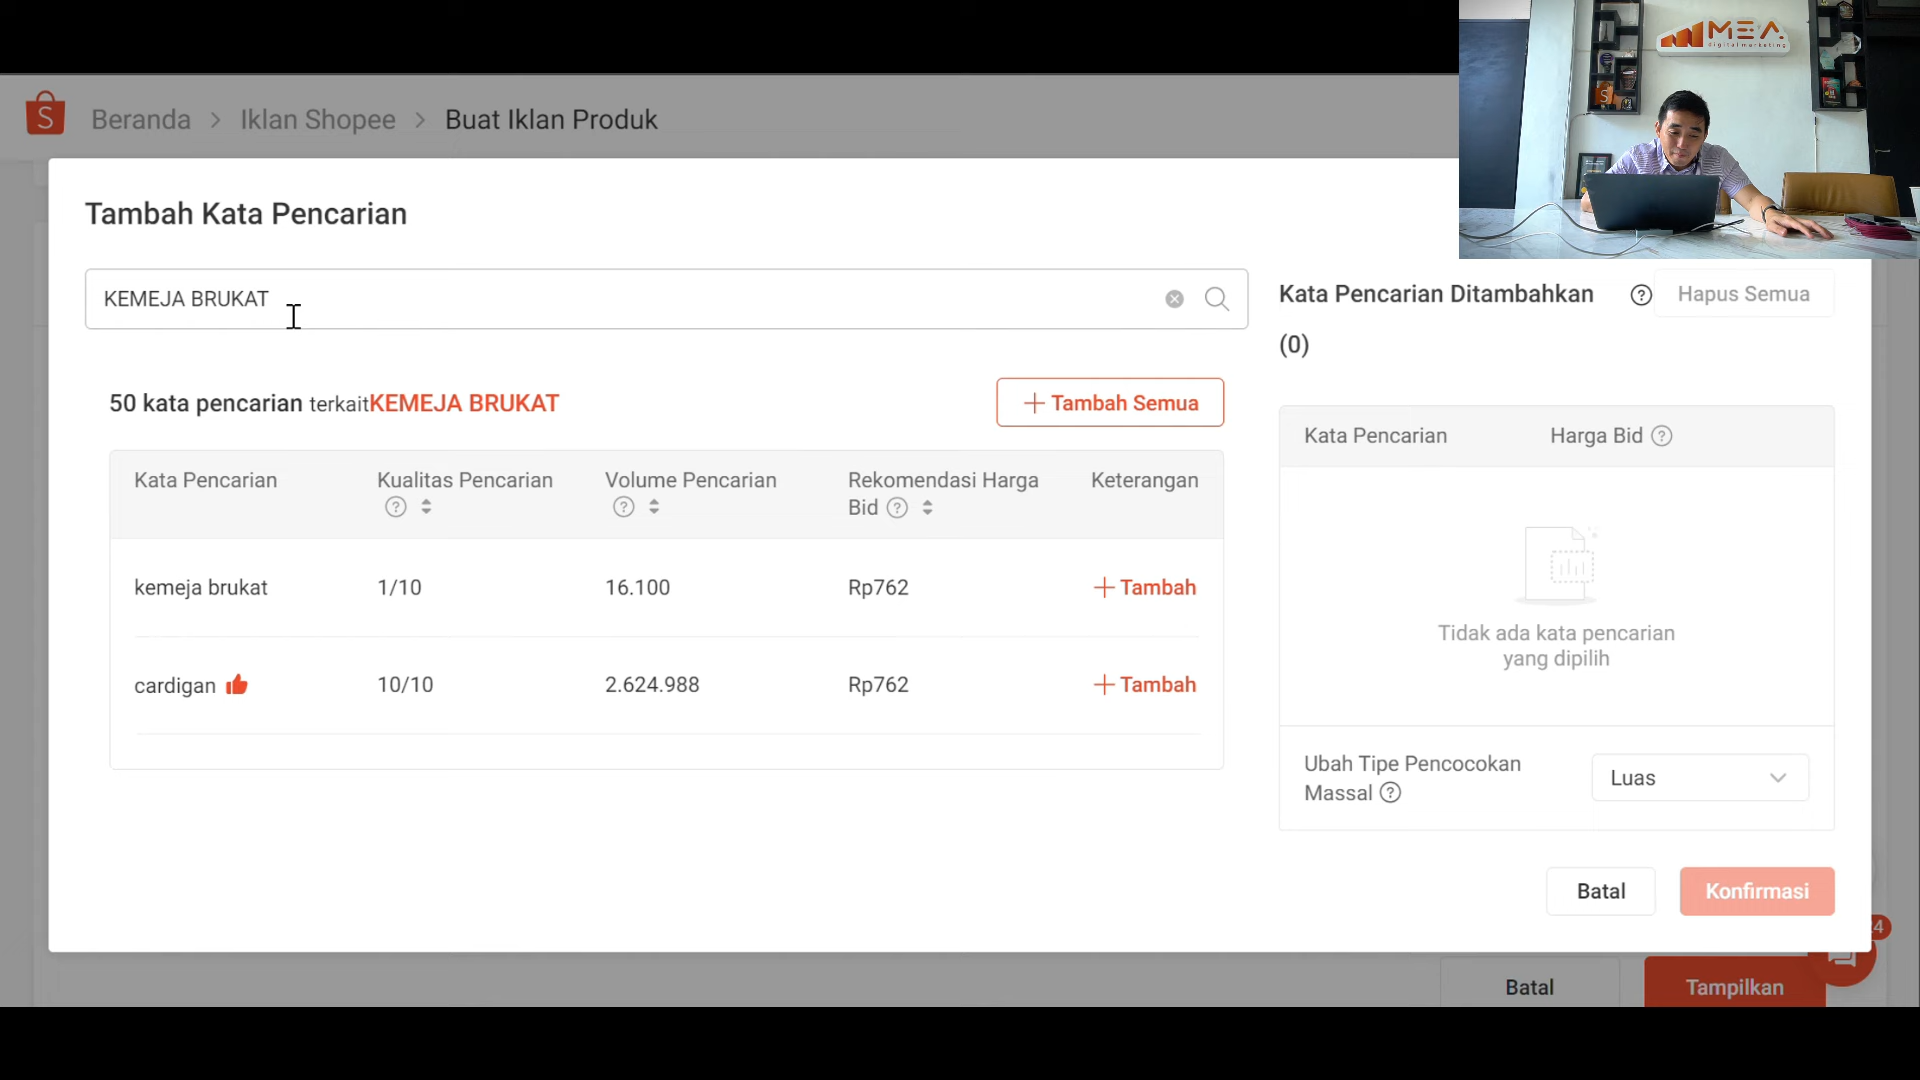 MEA
digital marketing
Beranda > Iklan Shopee > Buat Iklan Produk
Tambah Kata Pencarian
KEMEJA BRUKAT
Kata Pencarian Ditambahkan
(0)
Hapus Semua
50 kata pencarian terkaitKEMEJA BRUKAT
+ Tambah Semua
Kata Pencarian
Kualitas Pencarian
Volume Pencarian
Rekomendasi Harga
Bid
Keterangan
kemeja brukat 1/10 16.100 Rp762 + Tambah
cardigan 10/10 2.624.988 Rp762 + Tambah
Kata Pencarian
Harga Bid
Tidak ada kata pencarian
yang dipilih
Ubah Tipe Pencocokan
Massal
Luas
Batal
Konfirmasi
Batal
Tampilkan